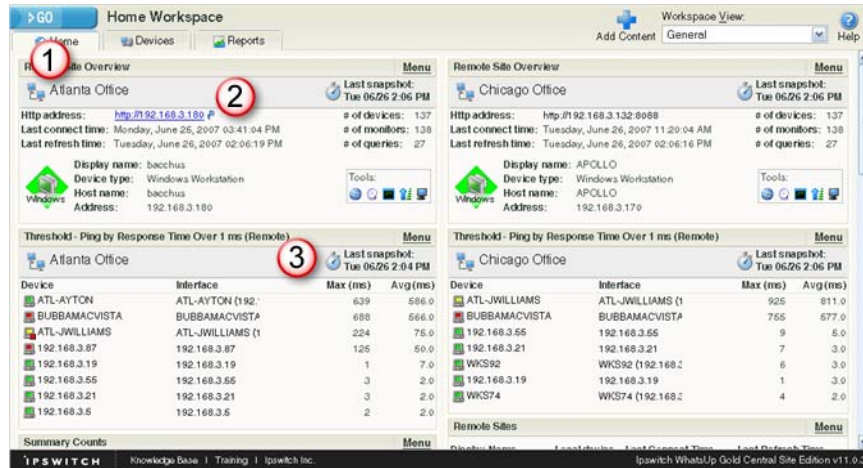 >GO Home Workspace
Workspace View:
Home Devices Reports
Add Content General Help
1
Remote Site Overview Menu
Atlanta Office
Last snapshot:
Tue 06/26 2:06 PM
2
Http address: http://192.168.3.180 # of devices: 137
Last connect time: Monday, June 25, 2007 03:41:04 PM # of monitors: 138
Last refresh time: Tuesday, June 26, 2007 02:06:19 PM # of queries: 27
Display name: bacchus
Device type: Windows Workstation
Host name: bacchus
Address: 192.168.3.180
Windows
Tools:
Remote Site Overview Menu
Chicago Office
Last snapshot:
Tue 06/26 2:06 PM
Http address: http://192.168.3.132:8088 # of devices: 137
Last connect time: Tuesday, June 26, 2007 11:20:04 AM # of monitors: 138
Last refresh time: Tuesday, June 26, 2007 02:06:16 PM # of queries: 27
Display name: APOLLO
Device type: Windows Workstation
Host name: APOLLO
Address: 192.168.3.170
Windows
Tools:
Threshold - Ping by Response Time Over 1 ms (Remote) Menu
Atlanta Office
3
Last snapshot:
Tue 06/26 2:04 PM
Device Interface Max (ms) Avg (ms)
ATL-AYTON ATL-AYTON (192. 639 586.0
BUBBAMACVISTA BUBBAMACVISTA 688 566.0
ATL-JWILLIAMS ATL-JWILLIAMS (1 224 75.0
192.168.3.87 192.168.3.87 125 50.0
192.168.3.19 192.168.3.19 1 7.0
192.168.3.55 192.168.3.55 3 2.0
192.168.3.21 192.168.3.21 3 2.0
192.168.3.5 192.168.3.5 2 2.0
Summary Counts Menu
Threshold - Ping by Response Time Over 1 ms (Remote) Menu
Chicago Office
Last snapshot:
Tue 06/26 2:06 PM
Device Interface Max (ms) Avg (ms)
ATL-JWILLIAMS ATL-JWILLIAMS (1 925 811.0
BUBBAMACVISTA BUBBAMACVISTA 755 577.0
192.168.3.55 192.168.3.55 9 5.0
192.168.3.21 192.168.3.21 7 3.0
WKS92 WKS92 (192.168.3 6 3.0
192.168.3.19 192.168.3.19 1 3.0
WKS74 WKS74 (192.168.3 4 2.0
Remote Sites Menu
IPSWITCH Knowledge Base | Training | Ipswitch Inc. Ipswitch WhatsUp Gold Central Site Edition v11.0.